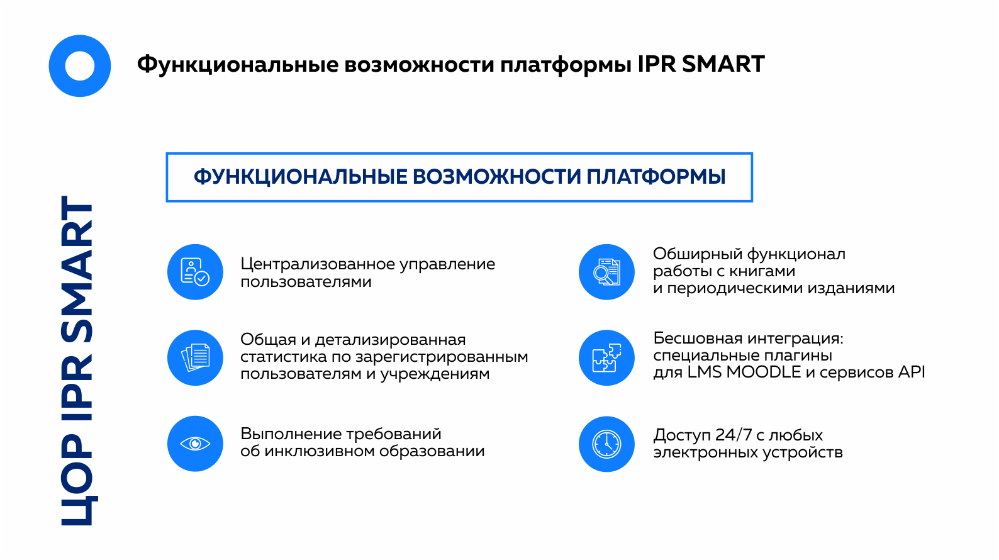 Функциональные возможности платформы IPR SMART
ФУНКЦИОНАЛЬНЫЕ ВОЗМОЖНОСТИ ПЛАТФОРМЫ
ЦОР IPR SMART
Централизованное управление
пользователями
Общая и детализированная
статистика по зарегистрированным
пользователям и учреждениям
Выполнение требований
об инклюзивном образовании
Обширный функционал
работы с книгами
и периодическими изданиями
Бесшовная интеграция:
специальные плагины
для LMS MOODLE и сервисов API
Доступ 24/7 с любых
электронных устройств